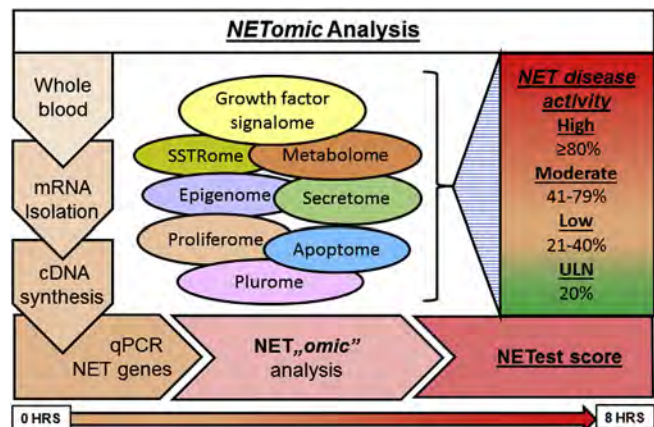 NETomic Analysis
Whole
blood
mRNA
Isolation
cDNA
synthesis
Growth factor
signalome
SSTRome
Metabolome
Epigenome
Secretome
Proliferome
Apoptome
Plurome
NET disease
activity
High
≥80%
Moderate
41-79%
Low
21-40%
ULN
20%
qPCR
NET genes
NET„omic”
analysis
NETest score
0 HRS
8 HRS